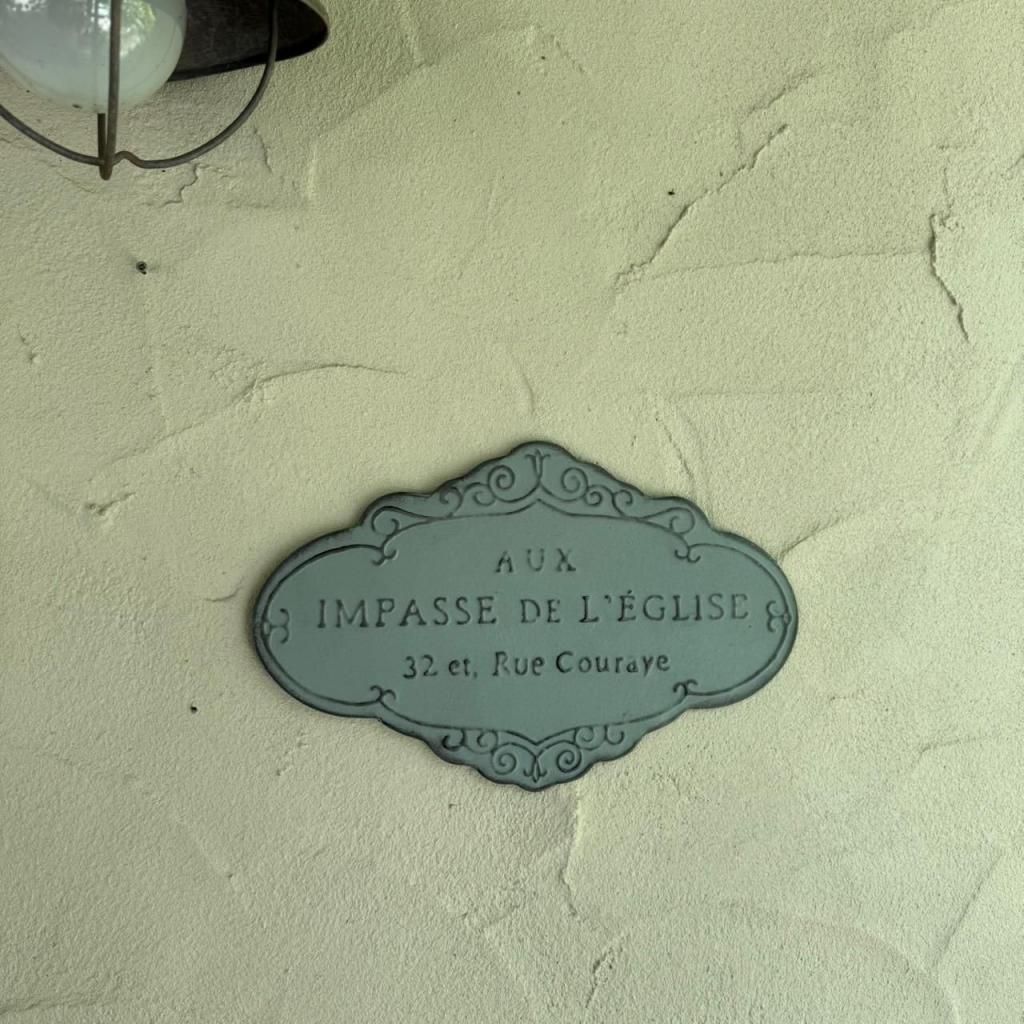 AUX
IMPASSE DE L'ÉGLISE
32 et, Rue Couraye